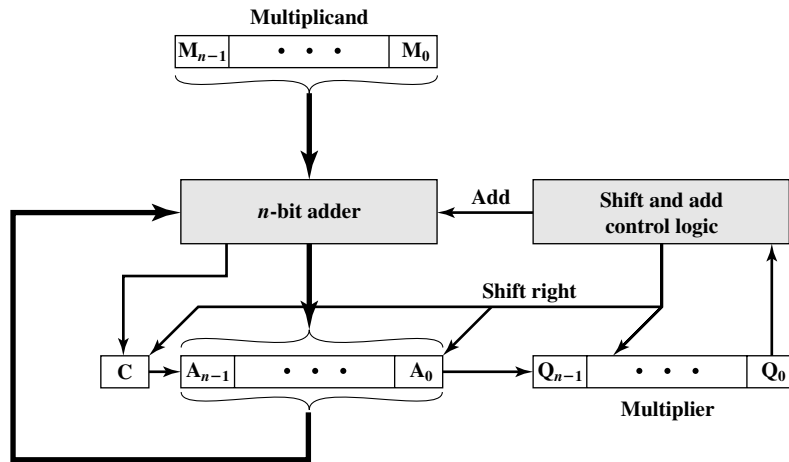 Multiplicand
Mₙ₋₁ • • • M₀
n-bit adder
Add
Shift and add
control logic
Shift right
C
Aₙ₋₁ • • • A₀
Qₙ₋₁ • • • Q₀
Multiplier